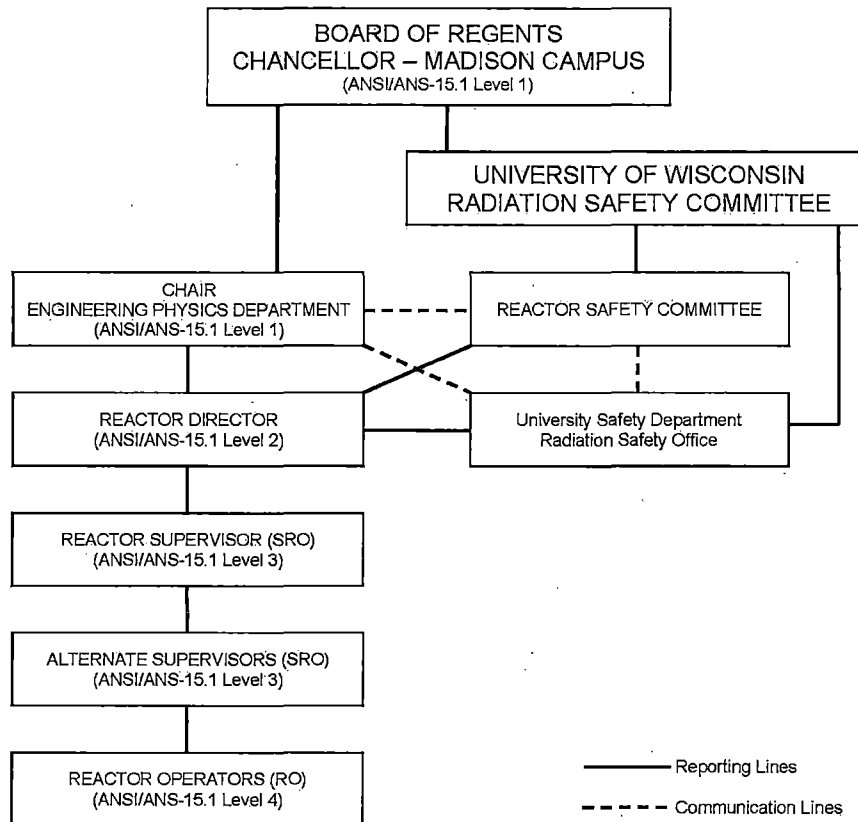 BOARD OF REGENTS
CHANCELLOR – MADISON CAMPUS
(ANSI/ANS-15.1 Level 1)
UNIVERSITY OF WISCONSIN
RADIATION SAFETY COMMITTEE
CHAIR
ENGINEERING PHYSICS DEPARTMENT
(ANSI/ANS-15.1 Level 1)
REACTOR SAFETY COMMITTEE
REACTOR DIRECTOR
(ANSI/ANS-15.1 Level 2)
University Safety Department
Radiation Safety Office
REACTOR SUPERVISOR (SRO)
(ANSI/ANS-15.1 Level 3)
ALTERNATE SUPERVISORS (SRO)
(ANSI/ANS-15.1 Level 3)
REACTOR OPERATORS (RO)
(ANSI/ANS-15.1 Level 4)
Reporting Lines
Communication Lines